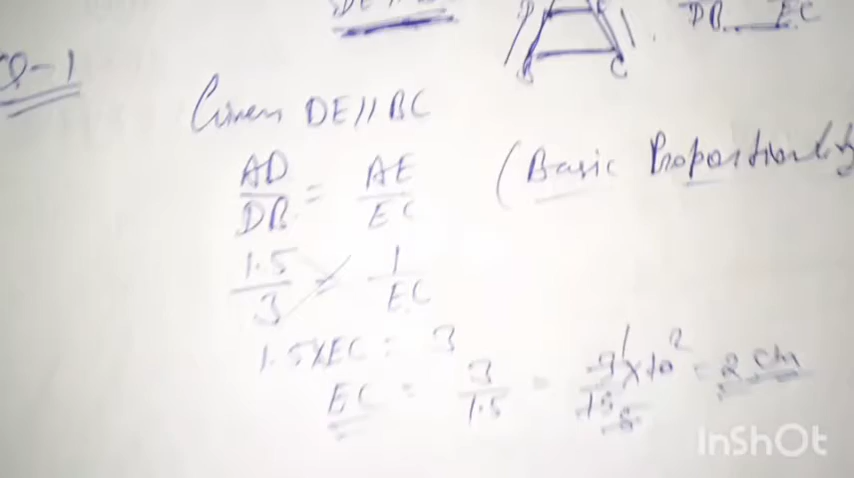 DB EC
B C
Q-1
Given DE//BC
AD/DB = AE/EC (Basic Proportionality
1.5/3 = 1/EC
1.5×EC = 3
EC = 3/1.5 = 3×10/15 = 2 cm
InShOt